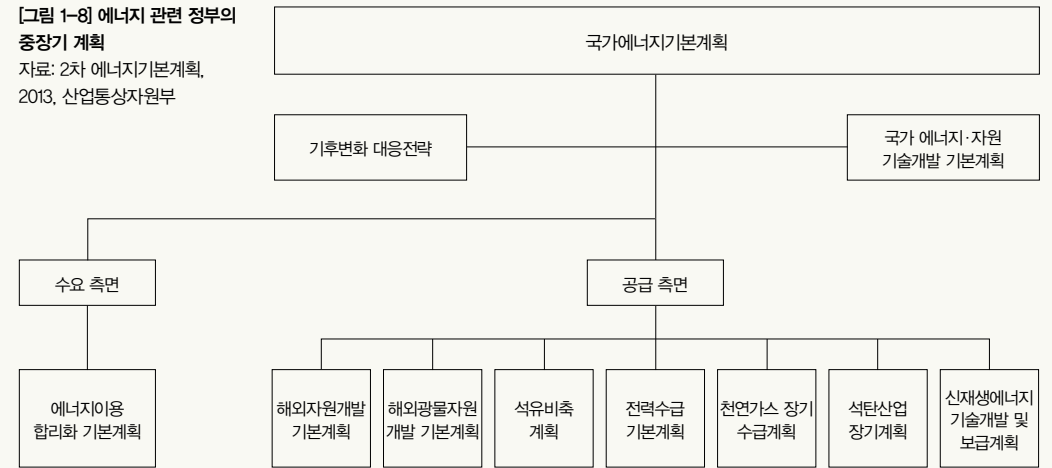 [그림 1-8] 에너지 관련 정부의
중장기 계획
자료: 2차 에너지기본계획,
2013, 산업통상자원부
국가에너지기본계획
기후변화 대응전략
국가 에너지·자원
기술개발 기본계획
수요 측면
공급 측면
에너지이용
합리화 기본계획
해외자원개발
기본계획
해외광물자원
개발 기본계획
석유비축
계획
전력수급
기본계획
천연가스 장기
수급계획
석탄산업
장기계획
신재생에너지
기술개발 및
보급계획